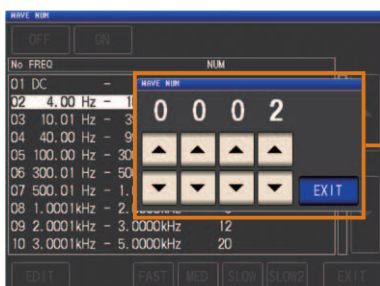 WAVE NUM
OFF ON
No FREQ NUM
01 DC -
02 4.00 Hz -
03 10.01 Hz -
04 40.00 Hz -
05 100.00 Hz -
06 300.01 Hz -
07 500.01 Hz -
08 1.0001kHz -
09 2.0001kHz - 3.0000kHz 12
10 3.0001kHz - 5.0000kHz 20
WAVE NUM
0 0 0 2
EXIT
EDIT FAST MED SLOW SLOW2 EXIT